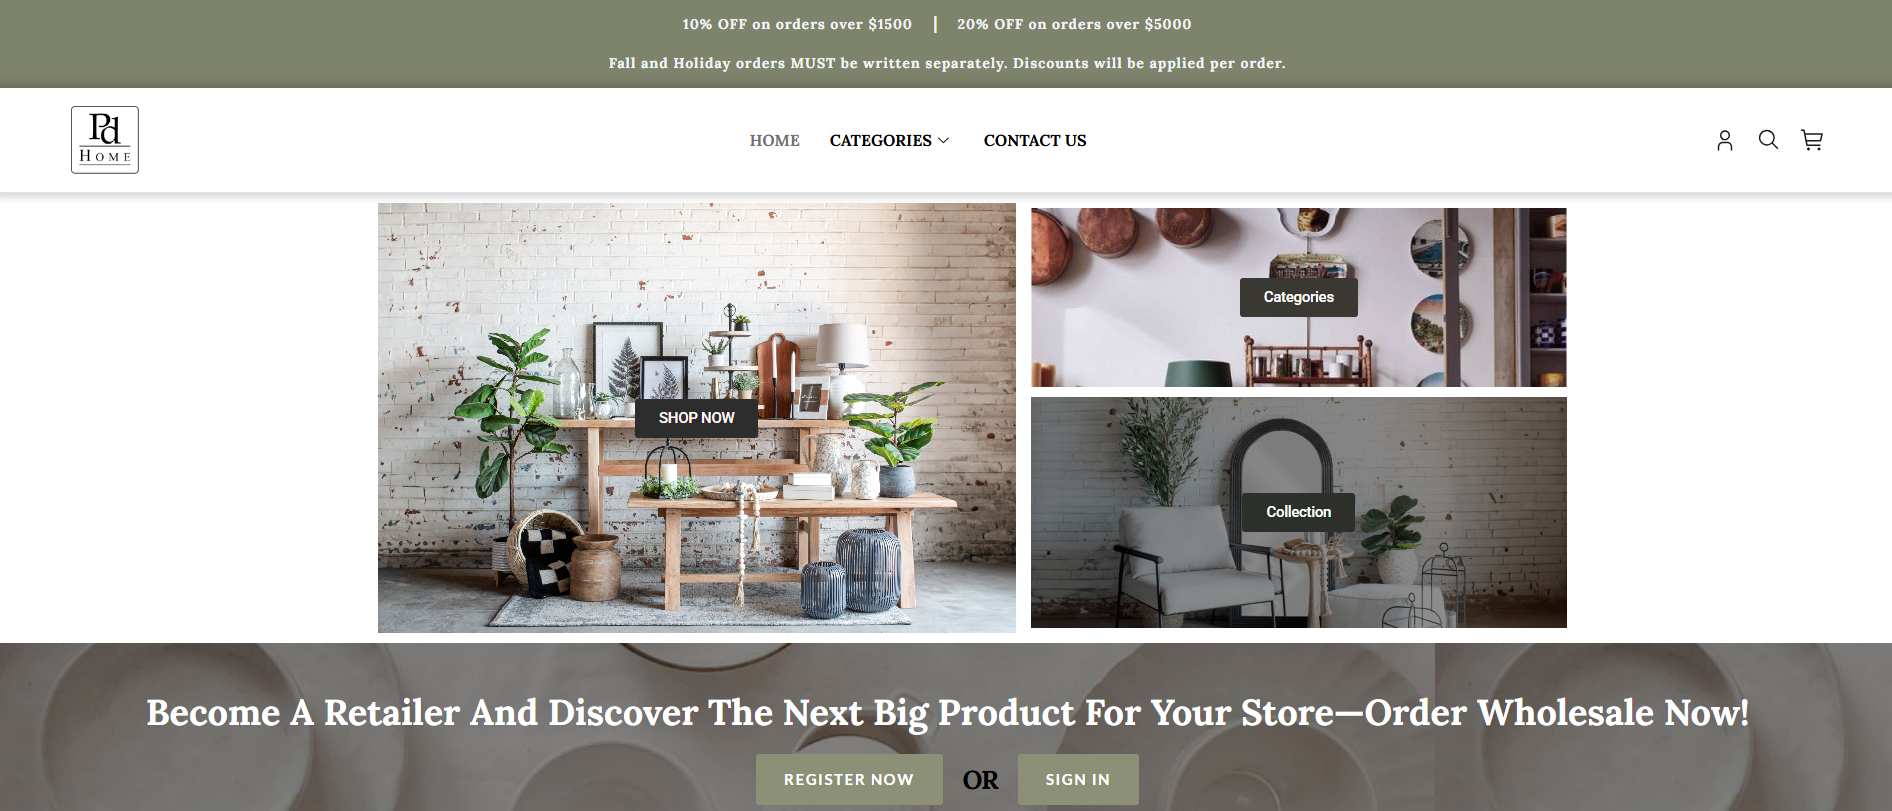 10% OFF on orders over $1500 | 20% OFF on orders over $5000
Fall and Holiday orders MUST be written separately. Discounts will be applied per order.
Pd
HOME
HOME
CATEGORIES
CONTACT US
SHOP NOW
Categories
Collection
Become A Retailer And Discover The Next Big Product For Your Store—Order Wholesale Now!
REGISTER NOW
OR
SIGN IN